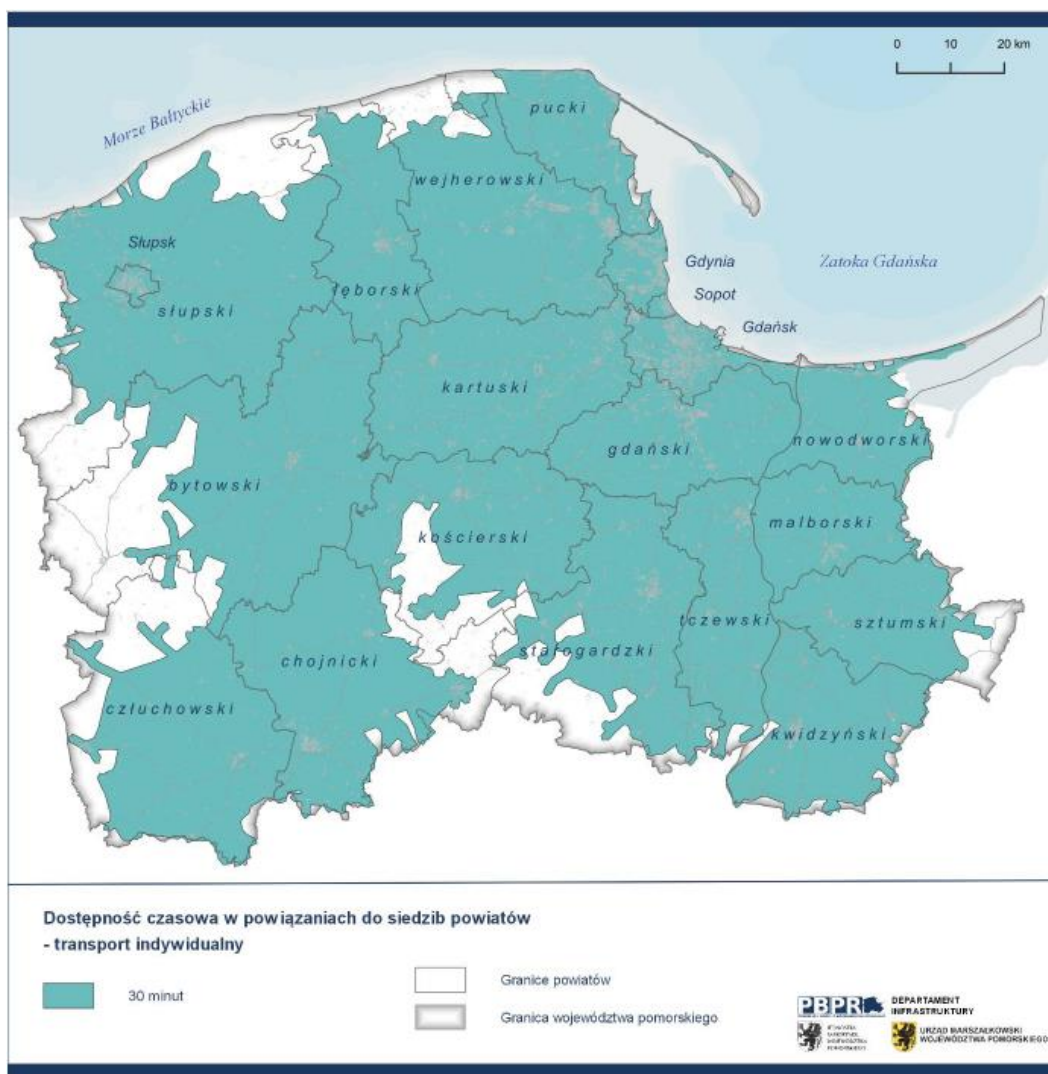 0 10 20 km
Morze Bałtyckie
pucki
wejherowski
Słupsk
Gdynia
Zatoka Gdańska
Sopot
lęborski
słupski
Gdańsk
kartuski
gdański
nowodworski
bytowski
kościerski
malborski
tczewski
sztumski
starogardzki
chojnicki
człuchowski
kwidzyński
Dostępność czasowa w powiązaniach do siedzib powiatów
- transport indywidualny
30 minut
Granice powiatów
Granica województwa pomorskiego
PBPR
DEPARTAMENT
INFRASTRUKTURY
URZĄD MARSZAŁKOWSKI
WOJEWÓDZTWA POMORSKIEGO